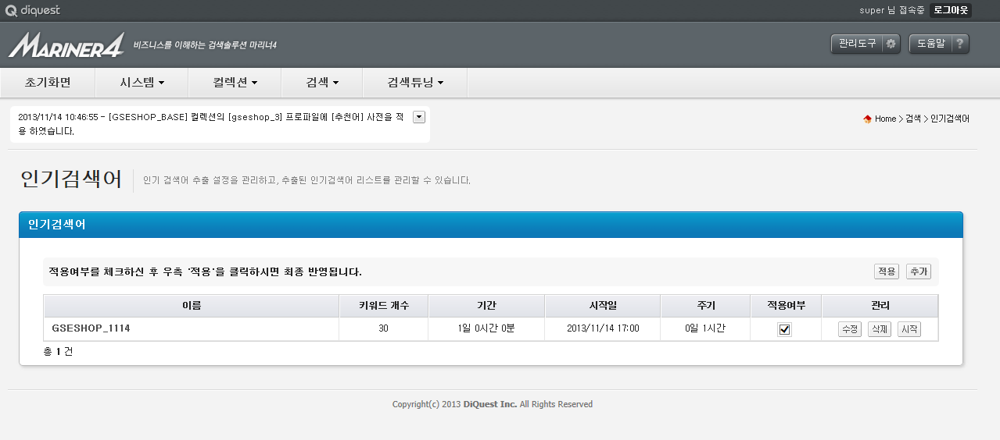 diquest
super 님 접속중 로그아웃
MARINER4 비즈니스를 이해하는 검색솔루션 마리너4
관리도구 도움말 ?
초기화면 시스템 컬렉션 검색 검색튜닝
2013/11/14 10:46:55 - [GSESHOP_BASE] 컬렉션의 [gseshop_3] 프로파일에 [추천어] 사전을 적
용 하였습니다.
Home > 검색 > 인기검색어
인기검색어 인기 검색어 추출 설정을 관리하고, 추출된 인기검색어 리스트를 관리할 수 있습니다.
인기검색어
적용여부를 체크하신 후 우측 '적용'을 클릭하시면 최종 반영됩니다. 적용 추가
이름 키워드 개수 기간 시작일 주기 적용여부 관리
GSESHOP_1114 30 1일 0시간 0분 2013/11/14 17:00 0일 1시간 수정 삭제 시작
총 1 건
Copyright(c) 2013 DiQuest Inc. All Rights Reserved